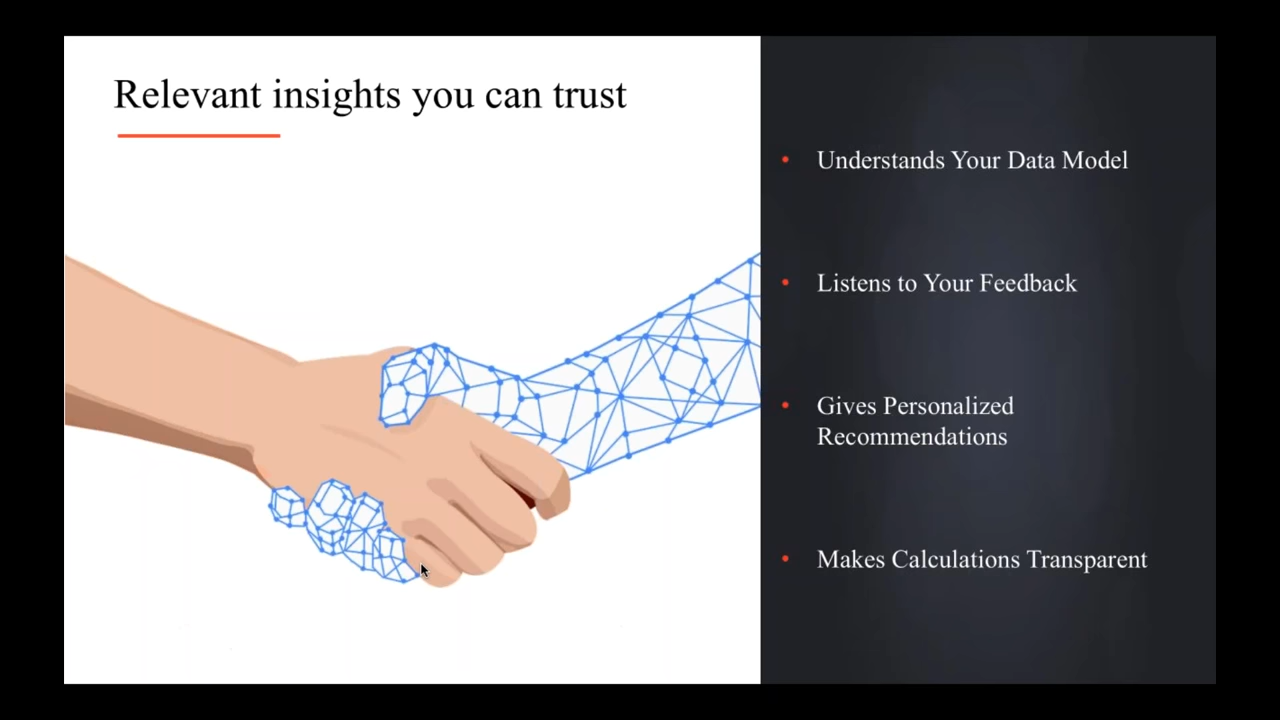 Relevant insights you can trust
• Understands Your Data Model
• Listens to Your Feedback
• Gives Personalized
Recommendations
• Makes Calculations Transparent